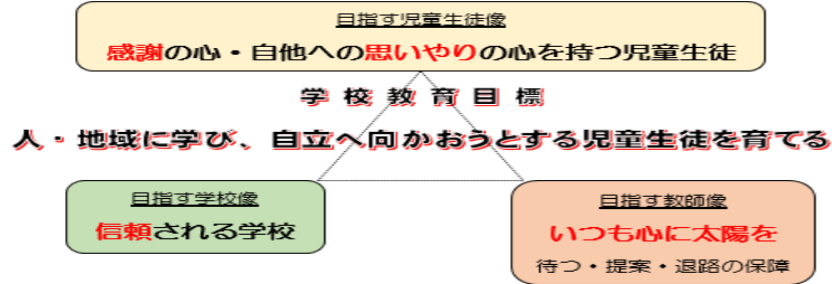 目指す児童生徒像
感謝の心・自他への思いやりの心を持つ児童生徒
学校教育目標
人・地域に学び、自立へ向かおうとする児童生徒を育てる
目指す学校像
信頼される学校
目指す教師像
いつも心に太陽を
待つ・提案・退路の保障